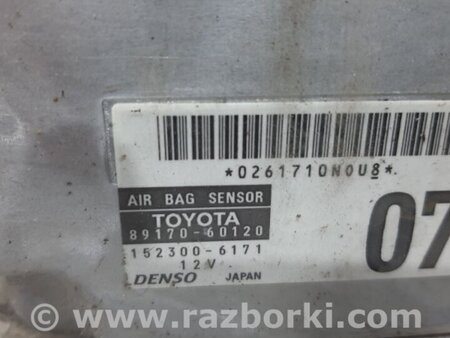 *0261710N0U8*
AIR BAG SENSOR
TOYOTA
89170-60120
152300-6171
12V
DENSO JAPAN
07
www.razborki.com